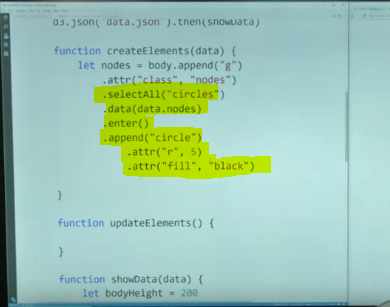 d3.json("data.json").then(showData)
function createElements(data) {
let nodes = body.append("g")
.attr("class", "nodes")
.selectAll("circles")
.data(data.nodes)
.enter()
.append("circle")
.attr("r", 5)
.attr("fill", "black")
}
function updateElements() {
}
function showData(data) {
let bodyHeight = 200